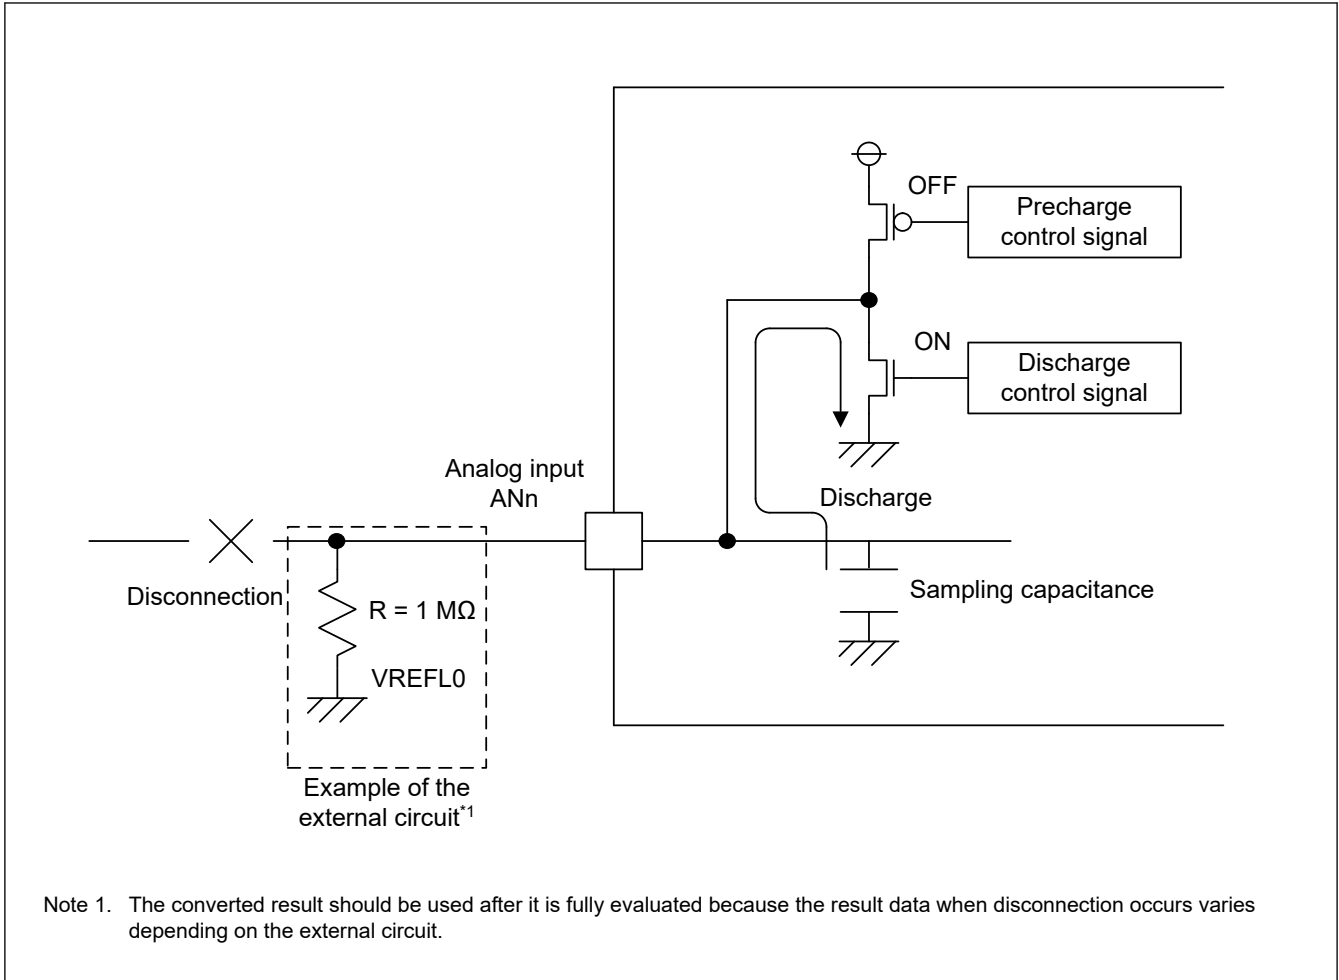 OFF
Precharge
control signal
ON
Discharge
control signal
Analog input
ANn
Discharge
Disconnection
R = 1 MΩ
Sampling capacitance
VREFL0
Example of the
external circuit*1
Note 1. The converted result should be used after it is fully evaluated because the result data when disconnection occurs varies
depending on the external circuit.